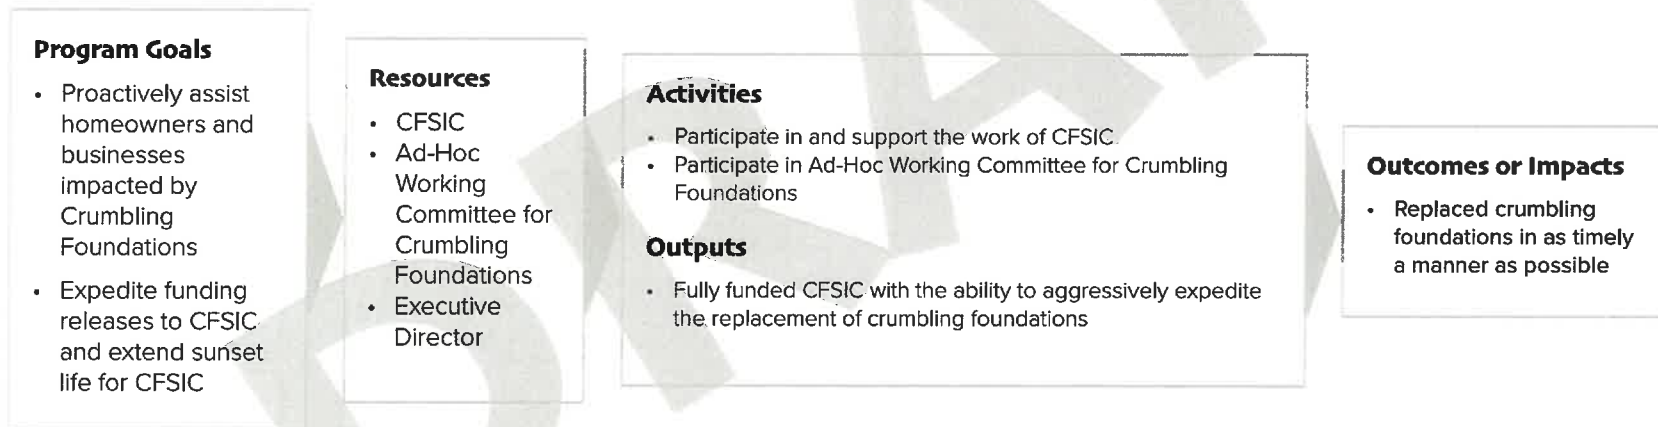 Program Goals
• Proactively assist
homeowners and
businesses
impacted by
Crumbling
Foundations
• Expedite funding
releases to CFSIC
and extend sunset
life for CFSIC
Resources
• CFSIC
• Ad-Hoc
Working
Committee for
Crumbling
Foundations
• Executive
Director
Activities
• Participate in and support the work of CFSIC
• Participate in Ad-Hoc Working Committee for Crumbling
Foundations
Outputs
• Fully funded CFSIC with the ability to aggressively expedite
the replacement of crumbling foundations
Outcomes or Impacts
• Replaced crumbling
foundations in as timely
a manner as possible